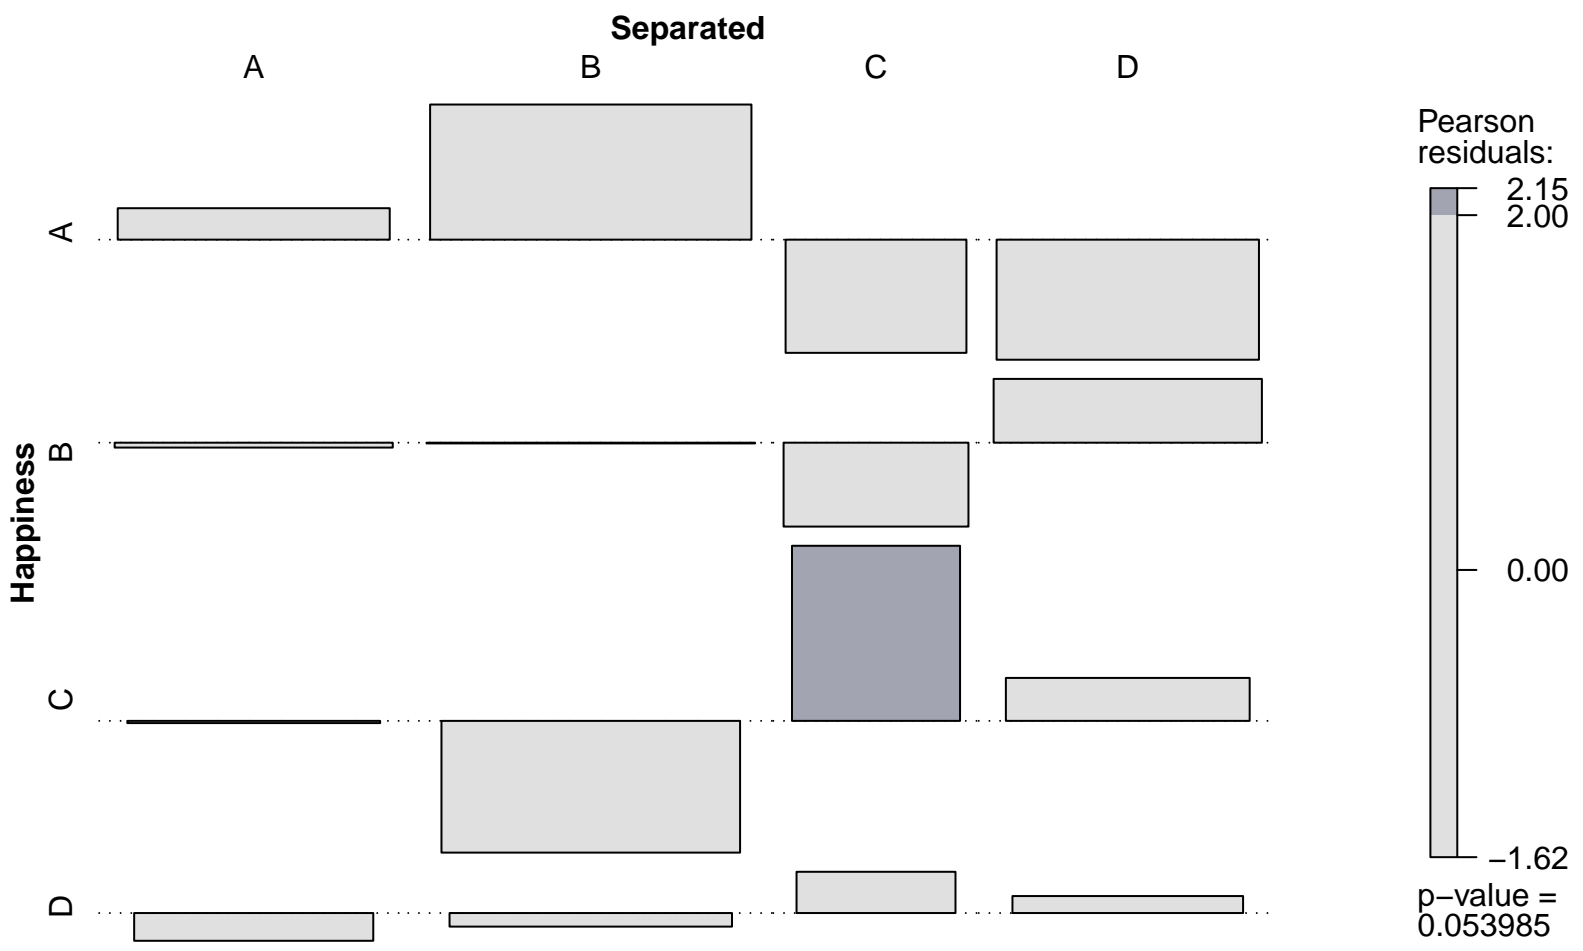 Separated
A B C D
Happiness
A
B
C
D
Pearson
residuals:
2.15
2.00
0.00
−1.62
p−value =
0.053985